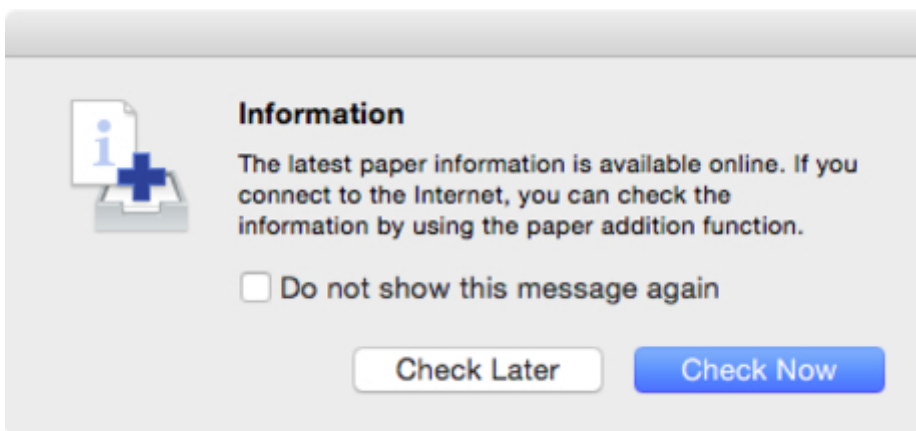 Information
The latest paper information is available online. If you
connect to the Internet, you can check the
information by using the paper addition function.
Do not show this message again
Check Later
Check Now